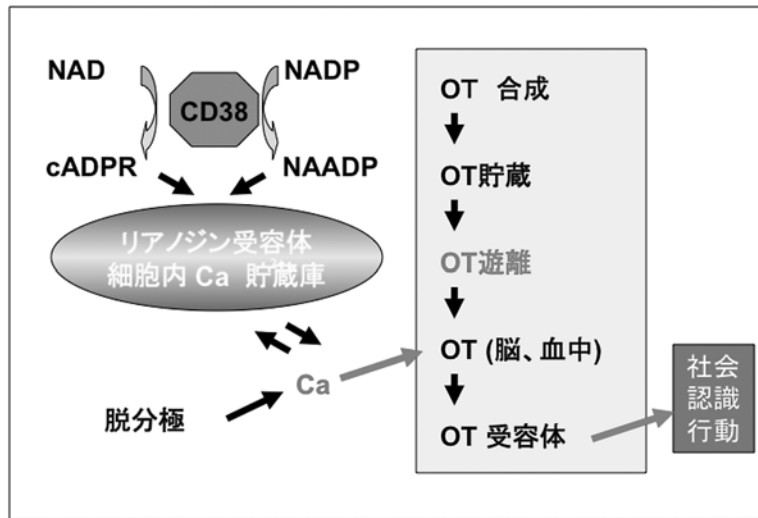 NAD
NADP
CD38
cADPR
NAADP
リアノジン受容体
細胞内 Ca 貯蔵庫
Ca
脱分極
OT 合成
OT貯蔵
OT遊離
OT (脳、血中)
OT 受容体
社会
認識
行動